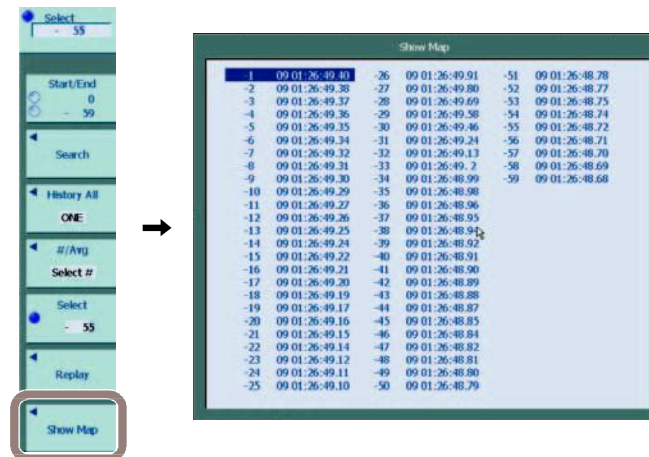 Select
- 55
Start/End
0
- 59
Search
History All
ONE
#/Avg
Select #
Select
- 55
Replay
Show Map
Show Map
-1 09 01:26:49.40 -26 09 01:26:49.91 -51 09 01:26:48.78
-2 09 01:26:49.38 -27 09 01:26:49.80 -52 09 01:26:48.77
-3 09 01:26:49.37 -28 09 01:26:49.69 -53 09 01:26:48.75
-4 09 01:26:49.36 -29 09 01:26:49.58 -54 09 01:26:48.74
-5 09 01:26:49.35 -30 09 01:26:49.46 -55 09 01:26:48.72
-6 09 01:26:49.34 -31 09 01:26:49.24 -56 09 01:26:48.71
-7 09 01:26:49.32 -32 09 01:26:49.13 -57 09 01:26:48.70
-8 09 01:26:49.31 -33 09 01:26:49. 2 -58 09 01:26:48.69
-9 09 01:26:49.30 -34 09 01:26:48.99 -59 09 01:26:48.68
-10 09 01:26:49.29 -35 09 01:26:48.98
-11 09 01:26:49.27 -36 09 01:26:48.96
-12 09 01:26:49.26 -37 09 01:26:48.95
-13 09 01:26:49.25 -38 09 01:26:48.94
-14 09 01:26:49.24 -39 09 01:26:48.92
-15 09 01:26:49.22 -40 09 01:26:48.91
-16 09 01:26:49.21 -41 09 01:26:48.90
-17 09 01:26:49.20 -42 09 01:26:48.89
-18 09 01:26:49.19 -43 09 01:26:48.88
-19 09 01:26:49.17 -44 09 01:26:48.87
-20 09 01:26:49.16 -45 09 01:26:48.85
-21 09 01:26:49.15 -46 09 01:26:48.84
-22 09 01:26:49.14 -47 09 01:26:48.82
-23 09 01:26:49.12 -48 09 01:26:48.81
-24 09 01:26:49.11 -49 09 01:26:48.80
-25 09 01:26:49.10 -50 09 01:26:48.79